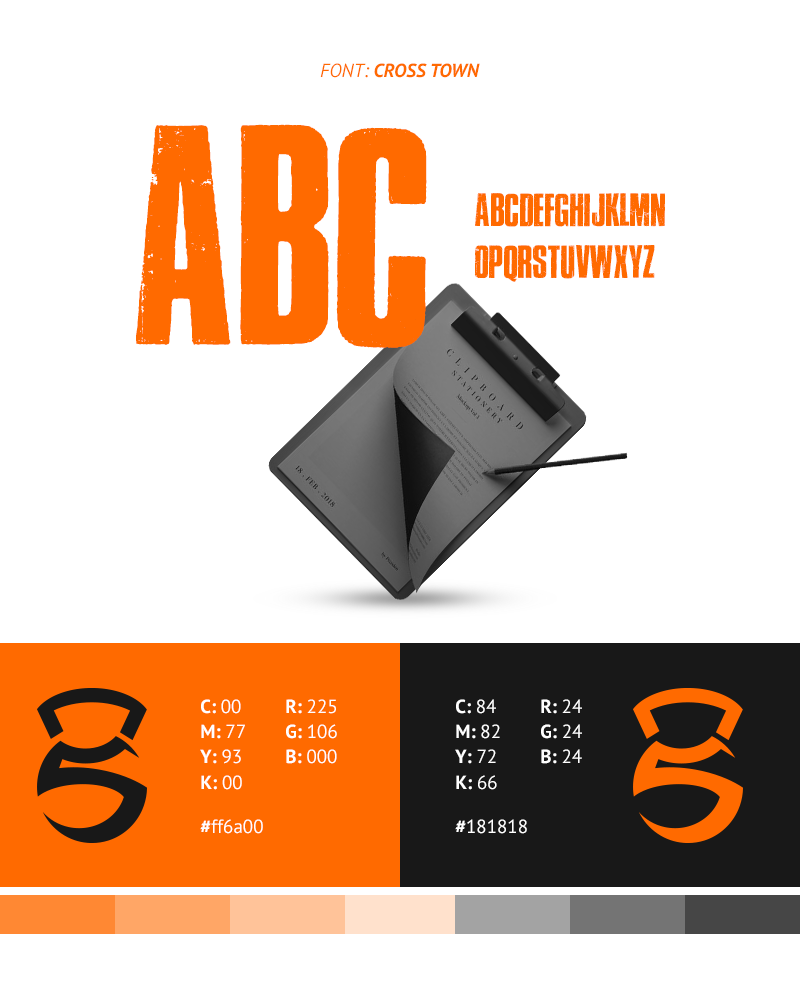 FONT: CROSS TOWN
ABC
ABCDEFGHIJKLMN
OPQRSTUVWXYZ
CLIPBOARD
STATIONERY
18 . FEB . 2018
C: 00
M: 77
Y: 93
K: 00
R: 225
G: 106
B: 000
#ff6a00
C: 84
M: 82
Y: 72
K: 66
R: 24
G: 24
B: 24
#181818